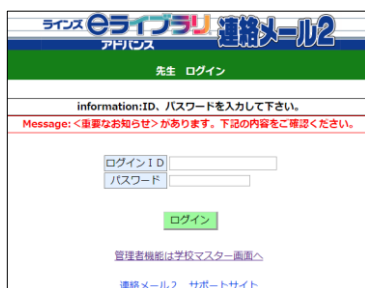 ラインズ eライブラリ 連絡メール2
アドバンス
先生 ログイン
information:ID、パスワードを入力して下さい。
Message:＜重要なお知らせ＞があります。下記の内容をご確認ください。
ログインＩＤ
パスワード
ログイン
管理者機能は学校マスター画面へ
連絡メール２ サポートサイト